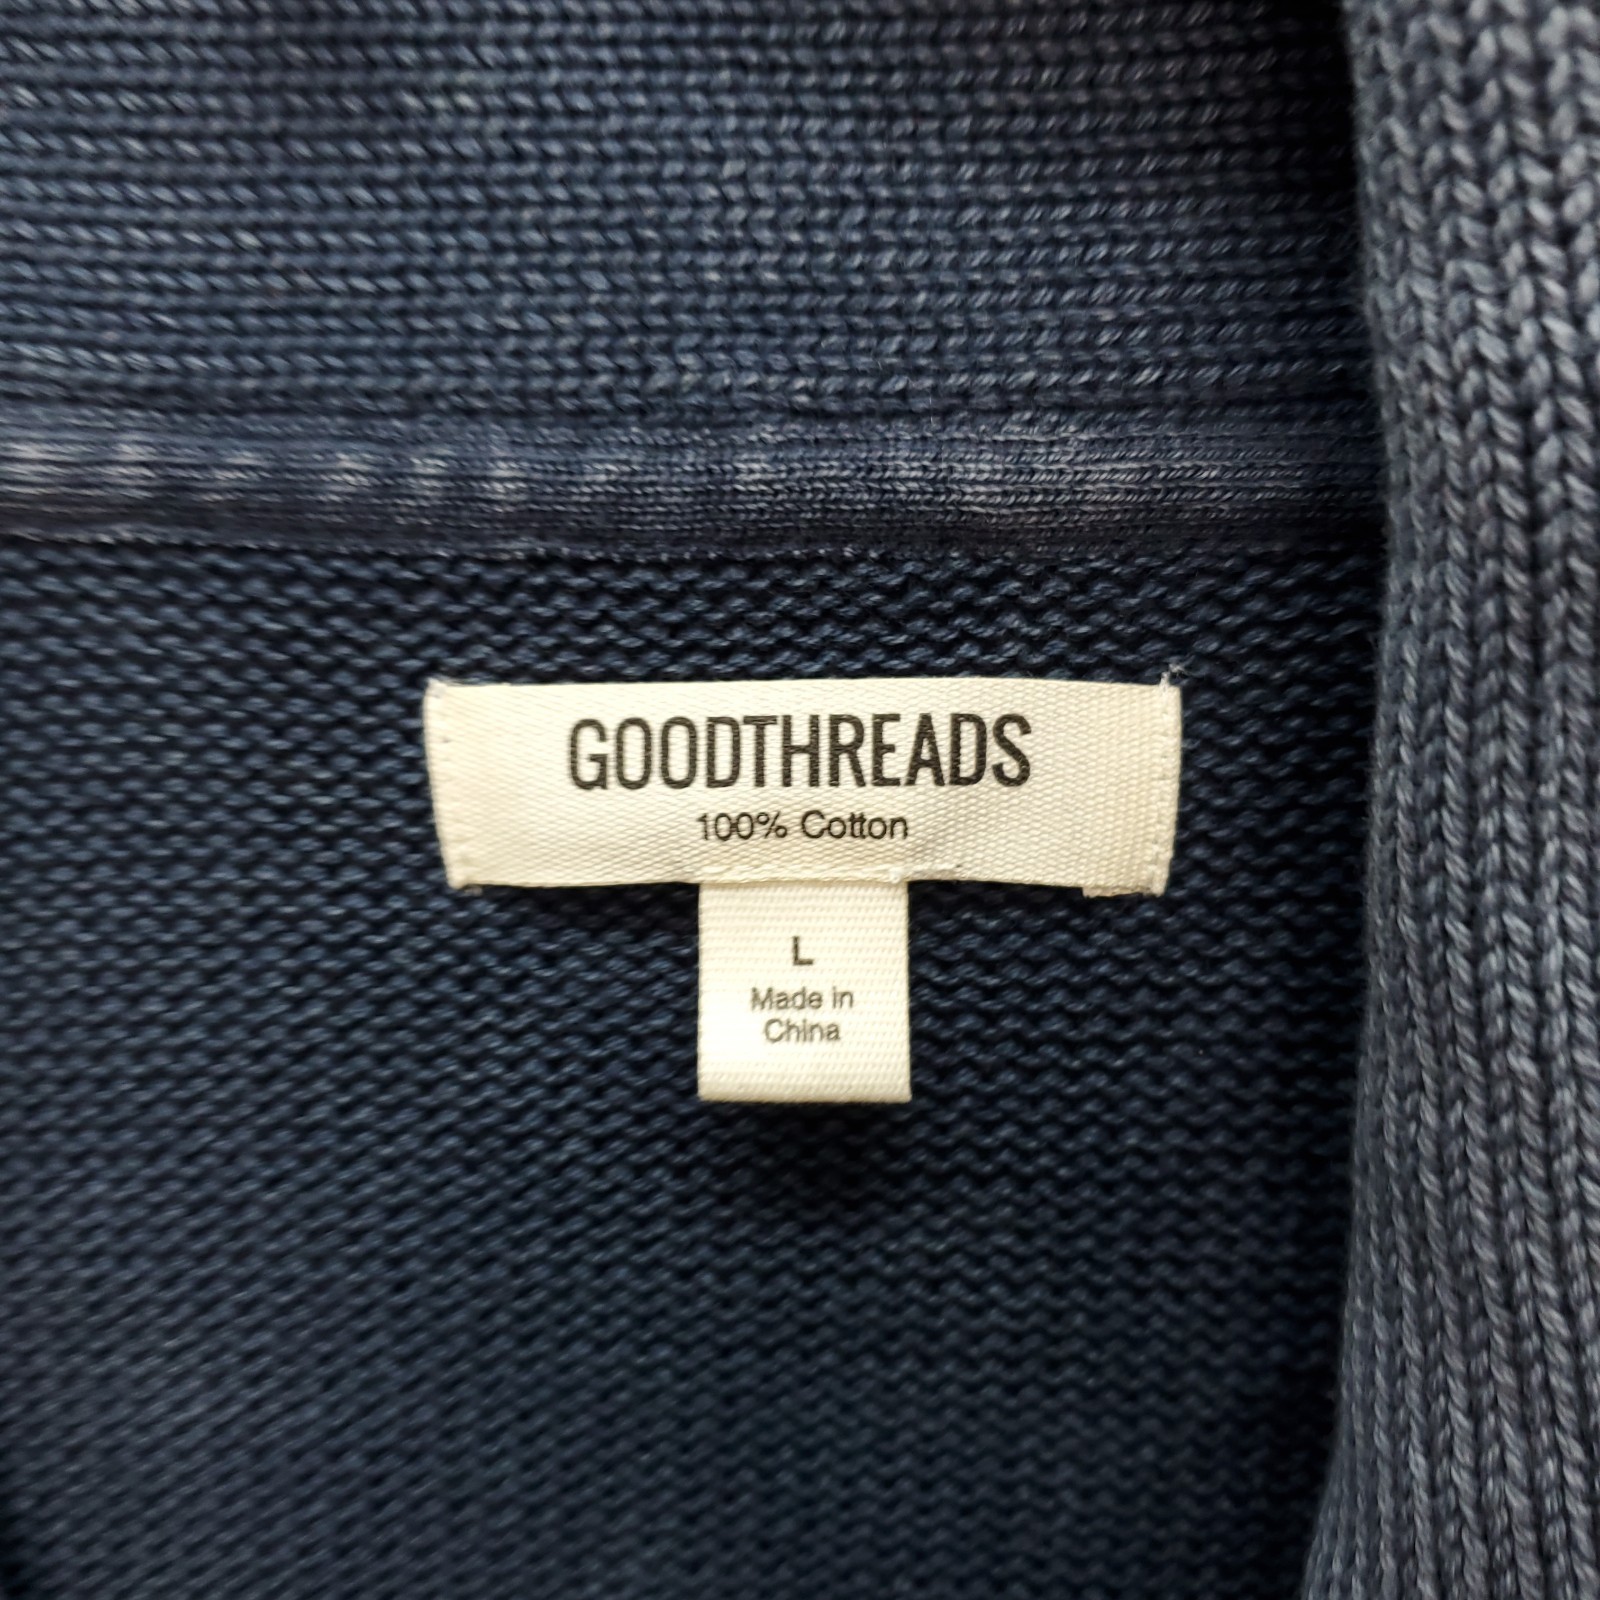 GOODTHREADS
100% Cotton
L
Made in
China